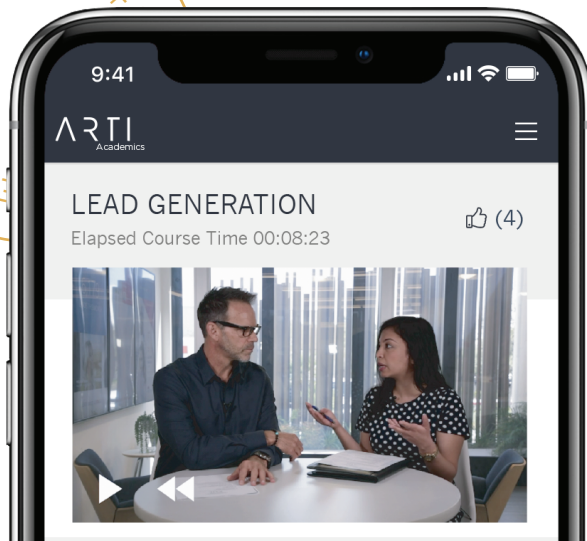 9:41
ARTI
Academics
LEAD GENERATION
(4)
Elapsed Course Time 00:08:23